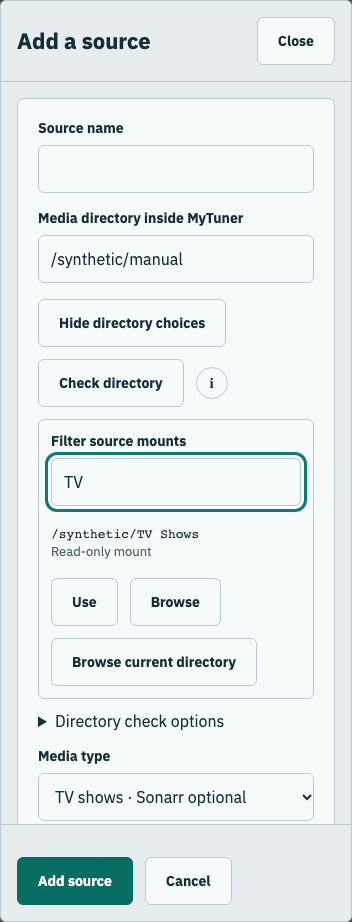 Add a source
Close
Source name
Media directory inside MyTuner
/synthetic/manual
Hide directory choices
Check directory
i
Filter source mounts
TV
/synthetic/TV Shows
Read-only mount
Use
Browse
Browse current directory
Directory check options
Media type
TV shows · Sonarr optional
Add source
Cancel